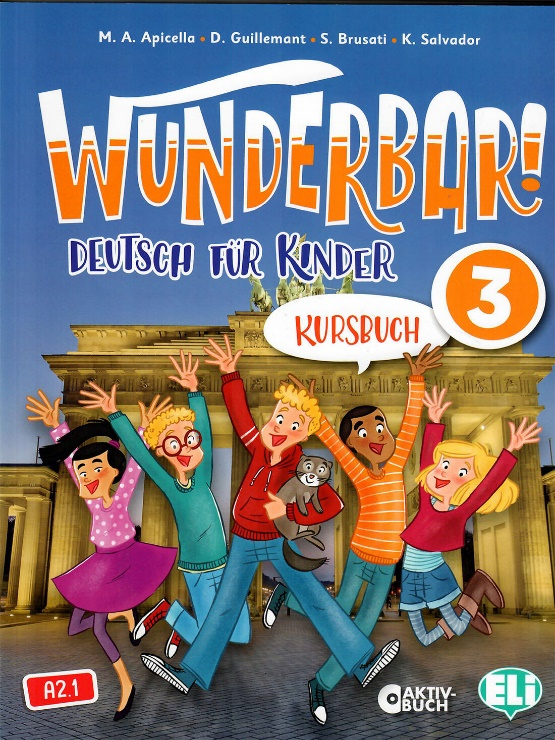 M. A. Apicella • D. Guillemant • S. Brusati • K. Salvador
WUNDERBAR!
DEUTSCH FÜR KINDER
3
KURSBUCH
A2.1
AKTIV-
BUCH
ELi